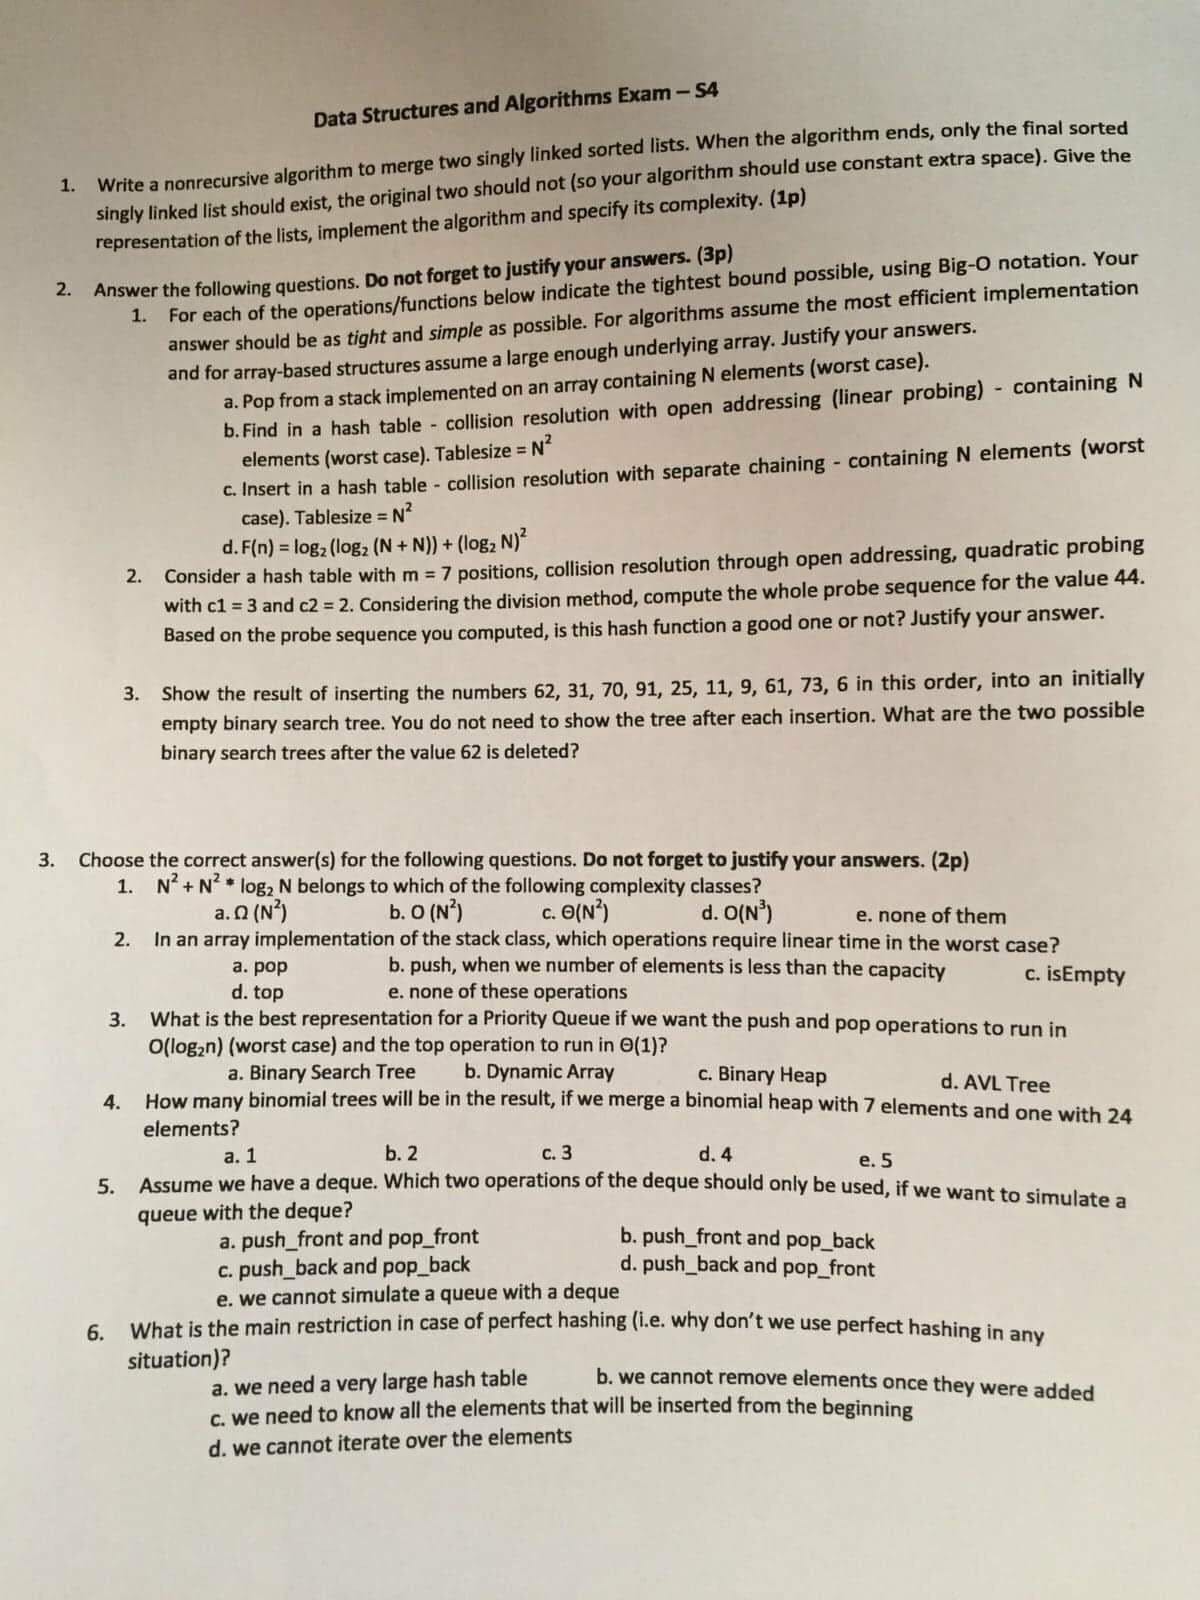 Data Structures and Algorithms Exam – S4
1. Write a nonrecursive algorithm to merge two singly linked sorted lists. When the algorithm ends, only the final sorted
singly linked list should exist, the original two should not (so your algorithm should use constant extra space). Give the
representation of the lists, implement the algorithm and specify its complexity. (1p)
2. Answer the following questions. Do not forget to justify your answers. (3p)
1. For each of the operations/functions below indicate the tightest bound possible, using Big-O notation. Your
answer should be as tight and simple as possible. For algorithms assume the most efficient implementation
and for array-based structures assume a large enough underlying array. Justify your answers.
a. Pop from a stack implemented on an array containing N elements (worst case).
b. Find in a hash table - collision resolution with open addressing (linear probing) - containing N
elements (worst case). Tablesize = N²
c. Insert in a hash table - collision resolution with separate chaining - containing N elements (worst
case). Tablesize = N²
d. F(n) = log₂ (log₂ (N + N)) + (log₂ N)²
2. Consider a hash table with m = 7 positions, collision resolution through open addressing, quadratic probing
with c1 = 3 and c2 = 2. Considering the division method, compute the whole probe sequence for the value 44.
Based on the probe sequence you computed, is this hash function a good one or not? Justify your answer.
3. Show the result of inserting the numbers 62, 31, 70, 91, 25, 11, 9, 61, 73, 6 in this order, into an initially
empty binary search tree. You do not need to show the tree after each insertion. What are the two possible
binary search trees after the value 62 is deleted?
3. Choose the correct answer(s) for the following questions. Do not forget to justify your answers. (2p)
1. N² + N² * log₂ N belongs to which of the following complexity classes?
a. Ω (N²) b. O (N²) c. Θ(N²) d. O(N³) e. none of them
2. In an array implementation of the stack class, which operations require linear time in the worst case?
a. pop b. push, when we number of elements is less than the capacity c. isEmpty
d. top e. none of these operations
3. What is the best representation for a Priority Queue if we want the push and pop operations to run in
O(log₂n) (worst case) and the top operation to run in Θ(1)?
a. Binary Search Tree b. Dynamic Array c. Binary Heap d. AVL Tree
4. How many binomial trees will be in the result, if we merge a binomial heap with 7 elements and one with 24
elements?
a. 1 b. 2 c. 3 d. 4 e. 5
5. Assume we have a deque. Which two operations of the deque should only be used, if we want to simulate a
queue with the deque?
a. push_front and pop_front b. push_front and pop_back
c. push_back and pop_back d. push_back and pop_front
e. we cannot simulate a queue with a deque
6. What is the main restriction in case of perfect hashing (i.e. why don't we use perfect hashing in any
situation)?
a. we need a very large hash table b. we cannot remove elements once they were added
c. we need to know all the elements that will be inserted from the beginning
d. we cannot iterate over the elements